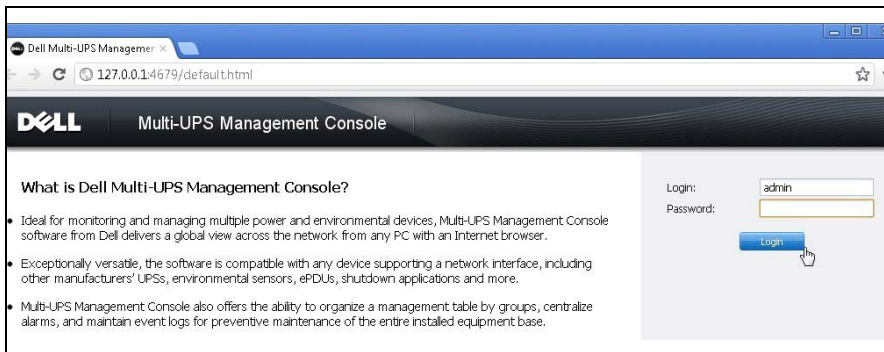 Dell Multi-UPS Managemer
127.0.0.1:4679/default.html
DELL
Multi-UPS Management Console
What is Dell Multi-UPS Management Console?
• Ideal for monitoring and managing multiple power and environmental devices, Multi-UPS Management Console
software from Dell delivers a global view across the network from any PC with an Internet browser.
• Exceptionally versatile, the software is compatible with any device supporting a network interface, including
other manufacturers' UPSs, environmental sensors, ePDUs, shutdown applications and more.
• Multi-UPS Management Console also offers the ability to organize a management table by groups, centralize
alarms, and maintain event logs for preventive maintenance of the entire installed equipment base.
Login: admin
Password:
Login